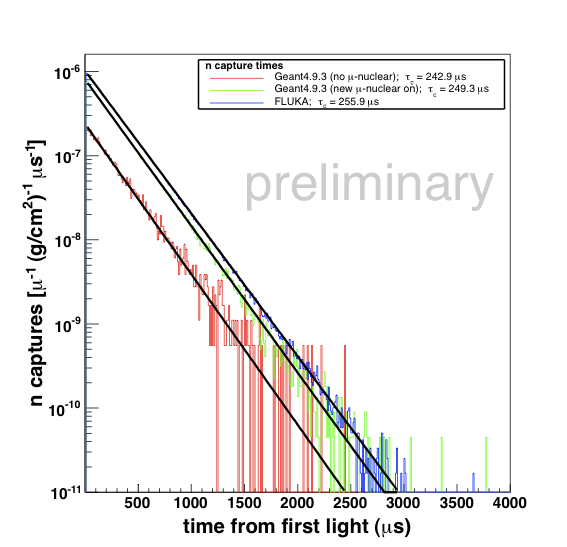 n capture times
Geant4.9.3 (no μ-nuclear); τc = 242.9 μs
Geant4.9.3 (new μ-nuclear on); τc = 249.3 μs
FLUKA; τc = 255.9 μs
preliminary
n captures [μ-1 (g/cm2)-1 μs-1]
10-6
10-7
10-8
10-9
10-10
10-11
500 1000 1500 2000 2500 3000 3500 4000
time from first light (μs)